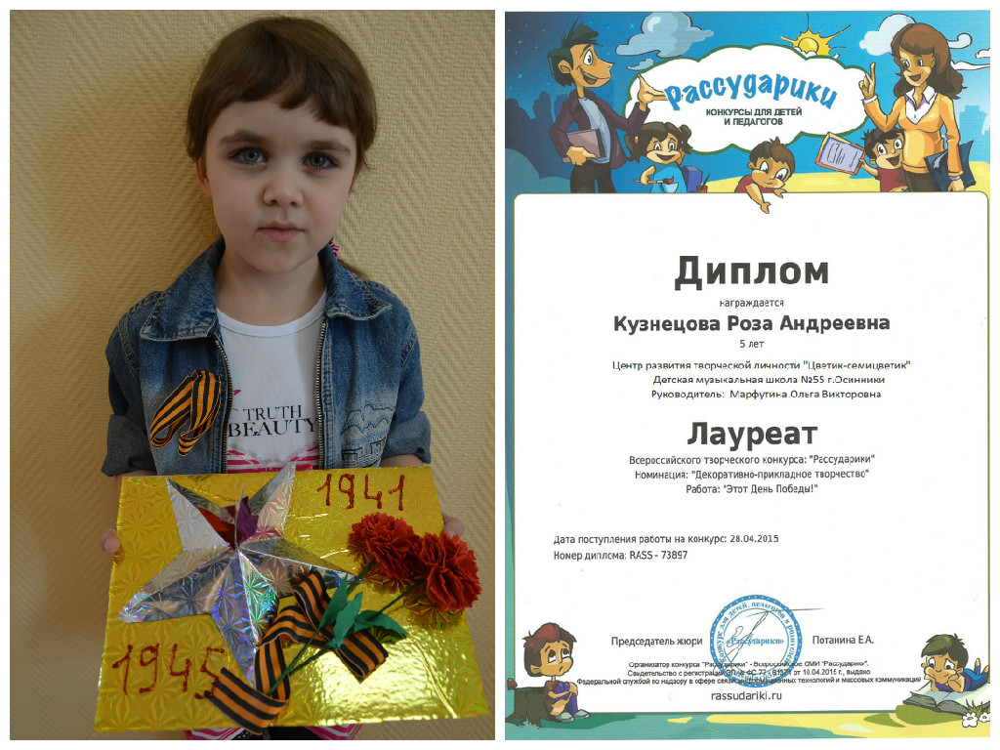 TRUTH
BEAUTY
1941
1945
Рассударики
КОНКУРСЫ ДЛЯ ДЕТЕЙ
И ПЕДАГОГОВ
Диплом
награждается
Кузнецова Роза Андреевна
5 лет
Центр развития творческой личности "Цветик-семицветик"
Детская музыкальная школа №55 г.Осинники
Руководитель: Марфутина Ольга Викторовна
Лауреат
Всероссийского творческого конкурса: "Рассударики"
Номинация: "Декоративно-прикладное творчество"
Работа: "Этот День Победы!"
Дата поступления работы на конкурс: 28.04.2015
Номер диплома: RASS - 73897
Председатель жюри
«Рассударики»
Потанина Е.А.
Организатор конкурса "Рассударики" - Всероссийское СМИ "Рассударики".
Свидетельство о регистрации ЭЛ № ФС 77 - от 10.04.2015 г., выдано
Федеральной службой по надзору в сфере связи, информационных технологий и массовых коммуникаций
rassudariki.ru